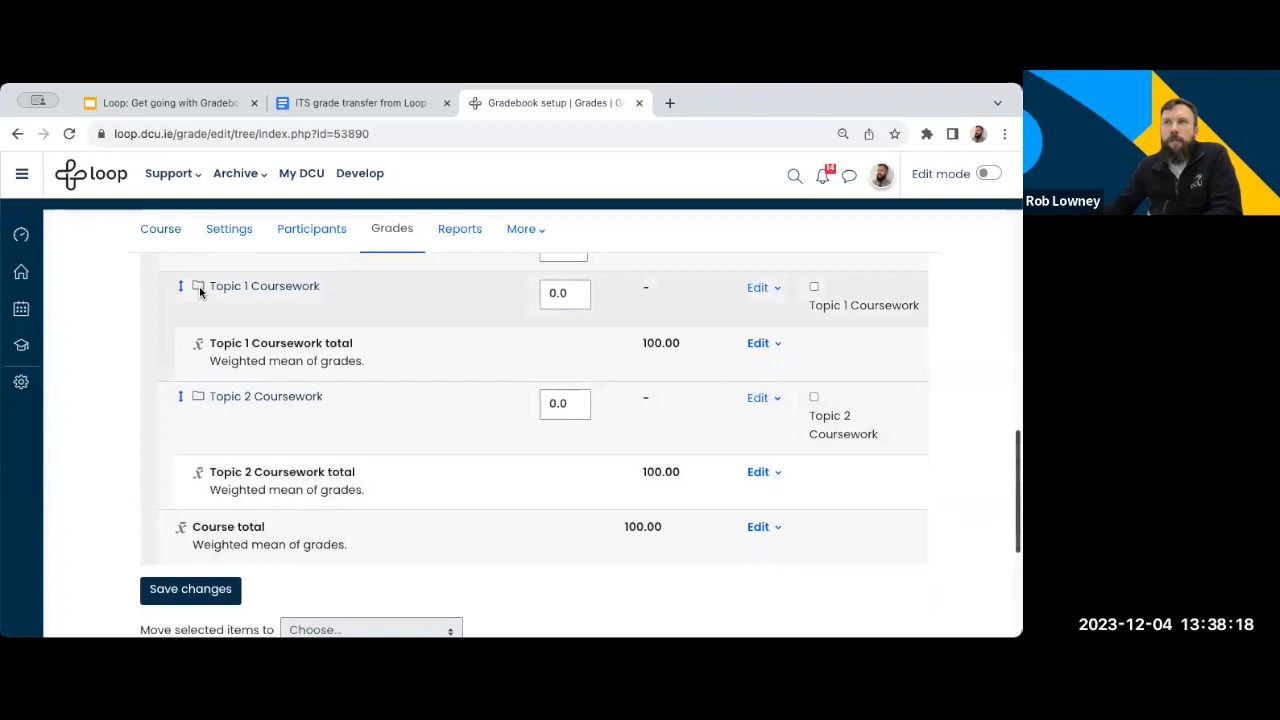 Loop: Get going with Gradebo
ITS grade transfer from Loop -
Gradebook setup | Grades | Ge
loop.dcu.ie/grade/edit/tree/index.php?id=53890
loop
Support
Archive
My DCU
Develop
14
Edit mode
Rob Lowney
Course
Settings
Participants
Grades
Reports
More
Topic 1 Coursework
0.0
-
Edit
Topic 1 Coursework
Topic 1 Coursework total
100.00
Edit
Weighted mean of grades.
Topic 2 Coursework
0.0
-
Edit
Topic 2
Coursework
Topic 2 Coursework total
100.00
Edit
Weighted mean of grades.
Course total
100.00
Edit
Weighted mean of grades.
Save changes
Move selected items to
Choose...
2023-12-04 13:38:18